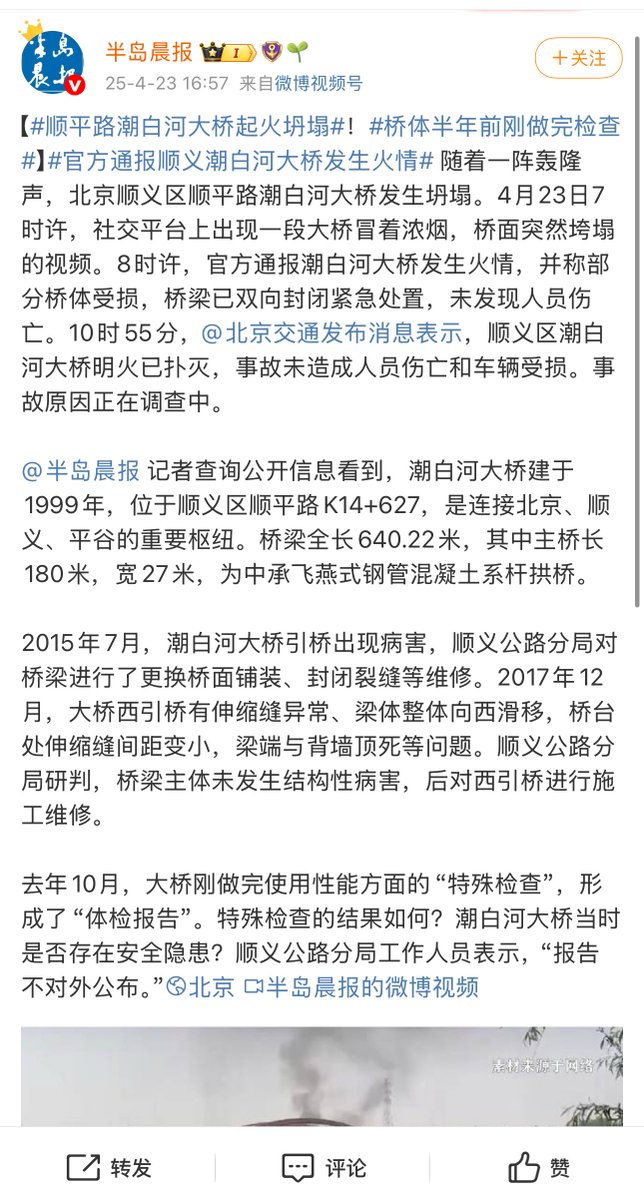 半岛晨报
半岛晨报 I
＋关注
25-4-23 16:57 来自微博视频号
【#顺平路潮白河大桥起火坍塌#！#桥体半年前刚做完检查
#】#官方通报顺义潮白河大桥发生火情# 随着一阵轰隆
声，北京顺义区顺平路潮白河大桥发生坍塌。4月23日7
时许，社交平台上出现一段大桥冒着浓烟，桥面突然垮塌
的视频。8时许，官方通报潮白河大桥发生火情，并称部
分桥体受损，桥梁已双向封闭紧急处置，未发现人员伤
亡。10时55分，@北京交通发布消息表示，顺义区潮白
河大桥明火已扑灭，事故未造成人员伤亡和车辆受损。事
故原因正在调查中。
@半岛晨报 记者查询公开信息看到，潮白河大桥建于
1999年，位于顺义区顺平路K14+627，是连接北京、顺
义、平谷的重要枢纽。桥梁全长640.22米，其中主桥长
180米，宽27米，为中承飞燕式钢管混凝土系杆拱桥。
2015年7月，潮白河大桥引桥出现病害，顺义公路分局对
桥梁进行了更换桥面铺装、封闭裂缝等维修。2017年12
月，大桥西引桥有伸缩缝异常、梁体整体向西滑移，桥台
处伸缩缝间距变小，梁端与背墙顶死等问题。顺义公路分
局研判，桥梁主体未发生结构性病害，后对西引桥进行施
工维修。
去年10月，大桥刚做完使用性能方面的“特殊检查”，形
成了“体检报告”。特殊检查的结果如何？潮白河大桥当时
是否存在安全隐患？顺义公路分局工作人员表示，“报告
不对外公布。”北京 半岛晨报的微博视频
素材来源于网络
转发 评论 赞